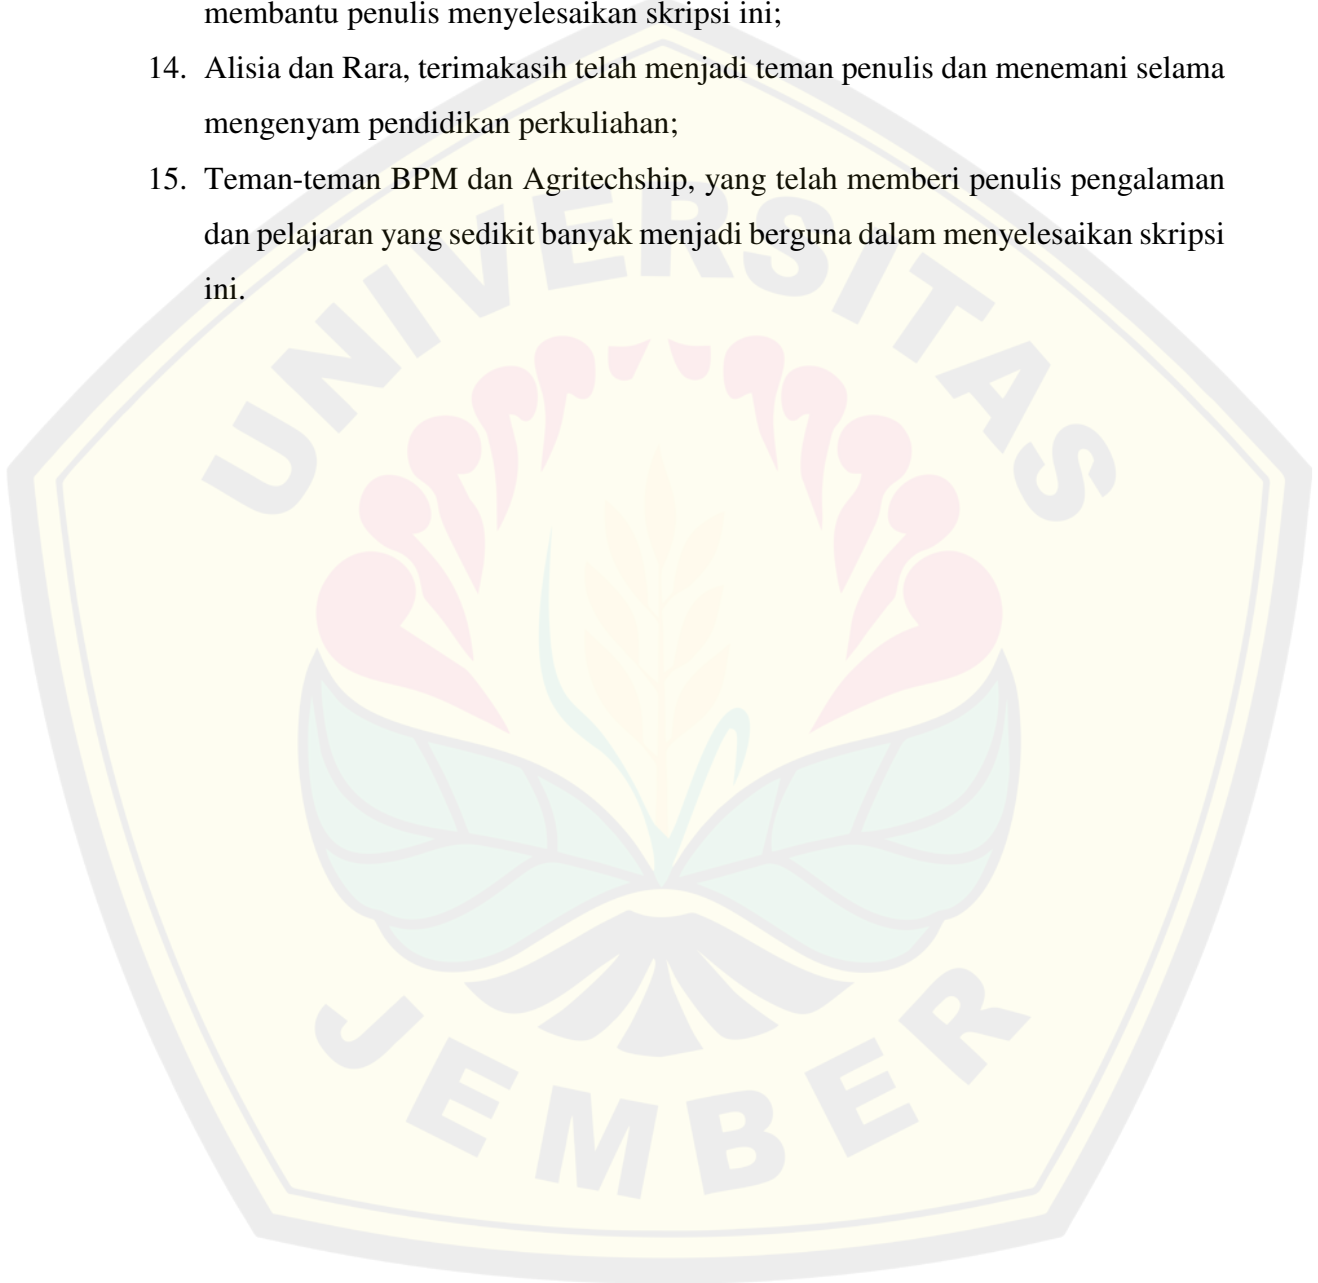 membantu penulis menyelesaikan skripsi ini;
14. Alisia dan Rara, terimakasih telah menjadi teman penulis dan menemani selama
mengenyam pendidikan perkuliahan;
15. Teman-teman BPM dan Agritechship, yang telah memberi penulis pengalaman
dan pelajaran yang sedikit banyak menjadi berguna dalam menyelesaikan skripsi
ini.
UNIVERSITAS
JEMBER